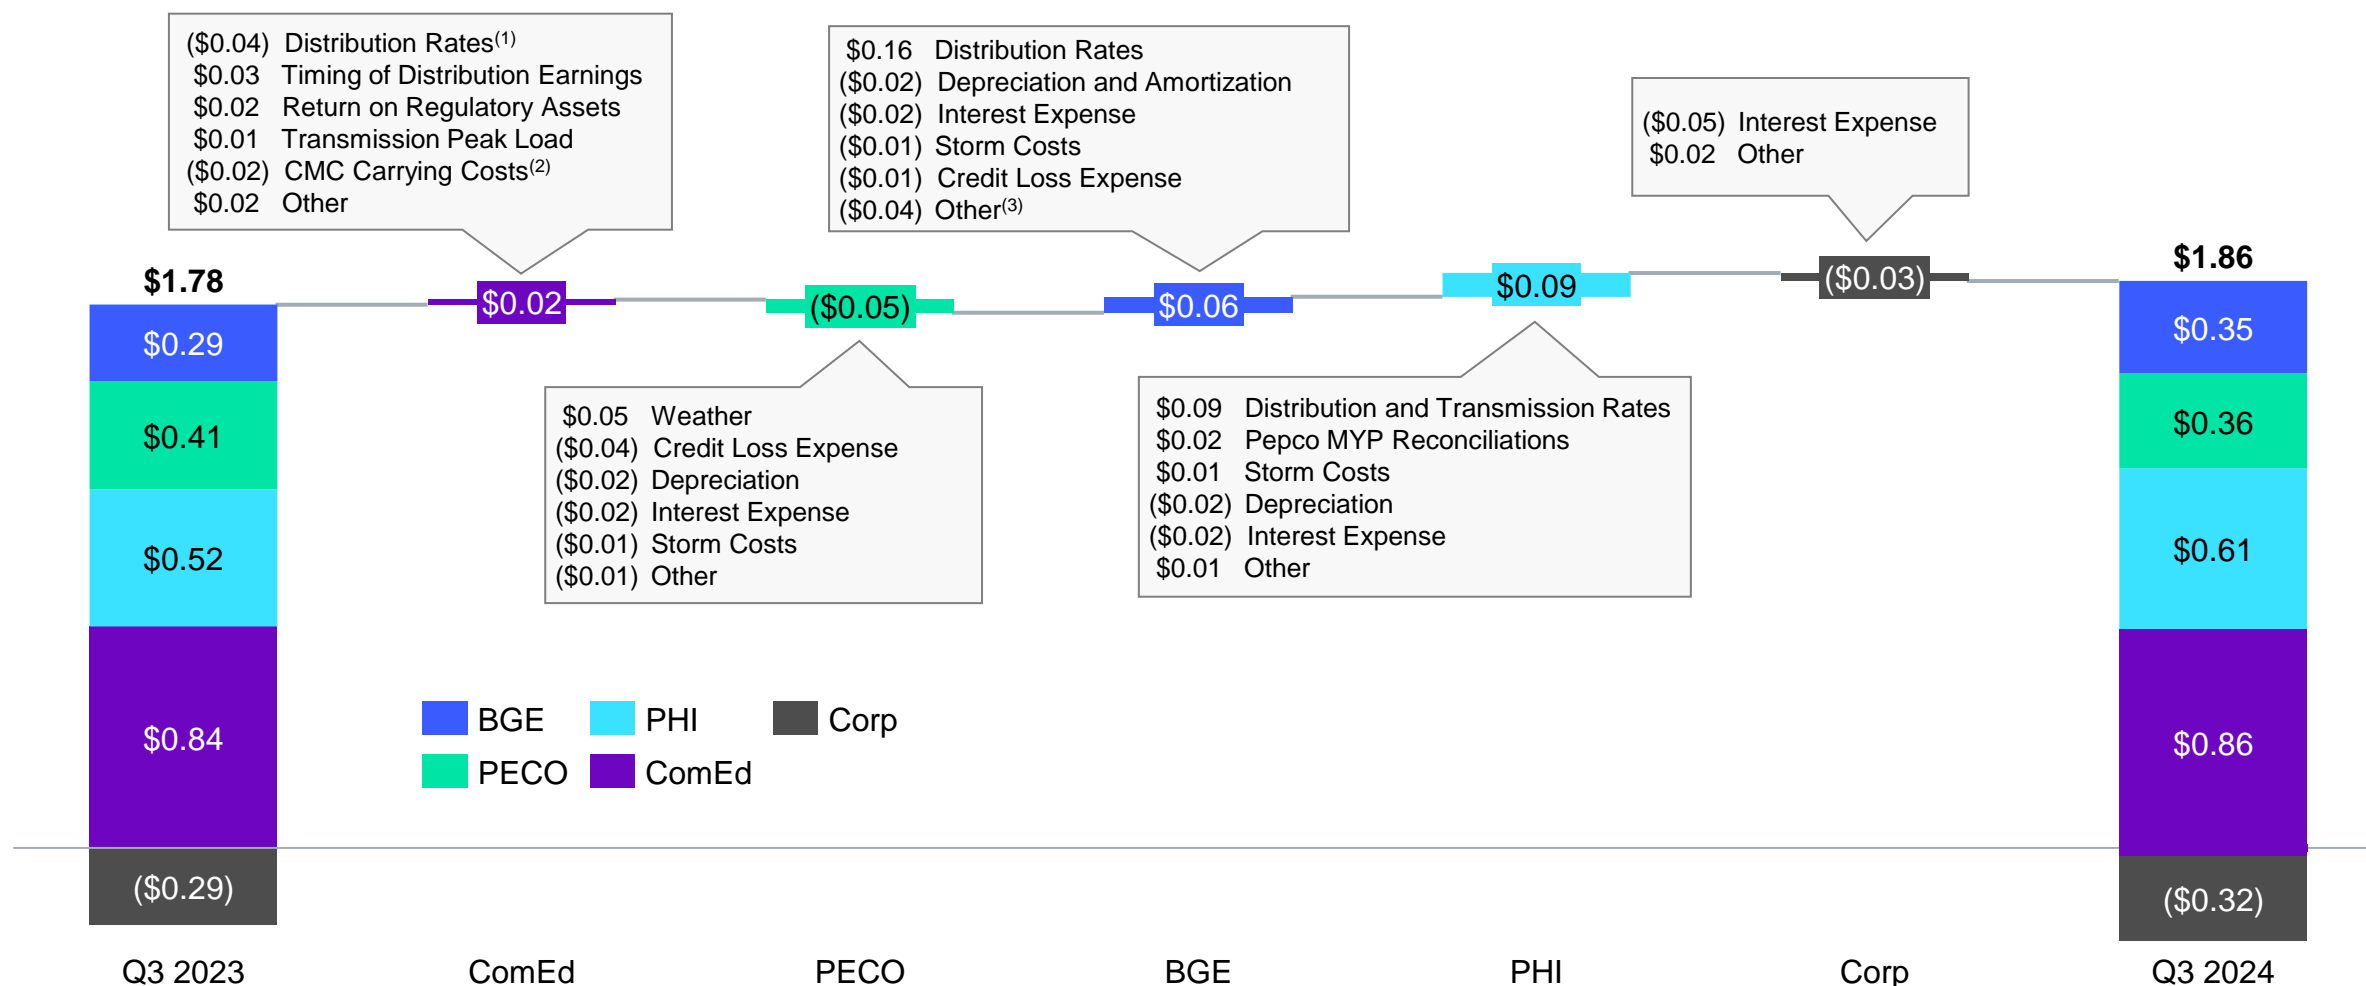 ($0.04) Distribution Rates(1)
$0.03 Timing of Distribution Earnings
$0.02 Return on Regulatory Assets
$0.01 Transmission Peak Load
($0.02) CMC Carrying Costs(2)
$0.02 Other
$0.16 Distribution Rates
($0.02) Depreciation and Amortization
($0.02) Interest Expense
($0.01) Storm Costs
($0.01) Credit Loss Expense
($0.04) Other(3)
($0.05) Interest Expense
$0.02 Other
$1.78
$0.29
$0.41
$0.52
$0.84
($0.29)
$0.02
($0.05)
$0.06
$0.09
($0.03)
$1.86
$0.35
$0.36
$0.61
$0.86
($0.32)
$0.05 Weather
($0.04) Credit Loss Expense
($0.02) Depreciation
($0.02) Interest Expense
($0.01) Storm Costs
($0.01) Other
$0.09 Distribution and Transmission Rates
$0.02 Pepco MYP Reconciliations
$0.01 Storm Costs
($0.02) Depreciation
($0.02) Interest Expense
$0.01 Other
BGE PHI Corp
PECO ComEd
Q3 2023 ComEd PECO BGE PHI Corp Q3 2024